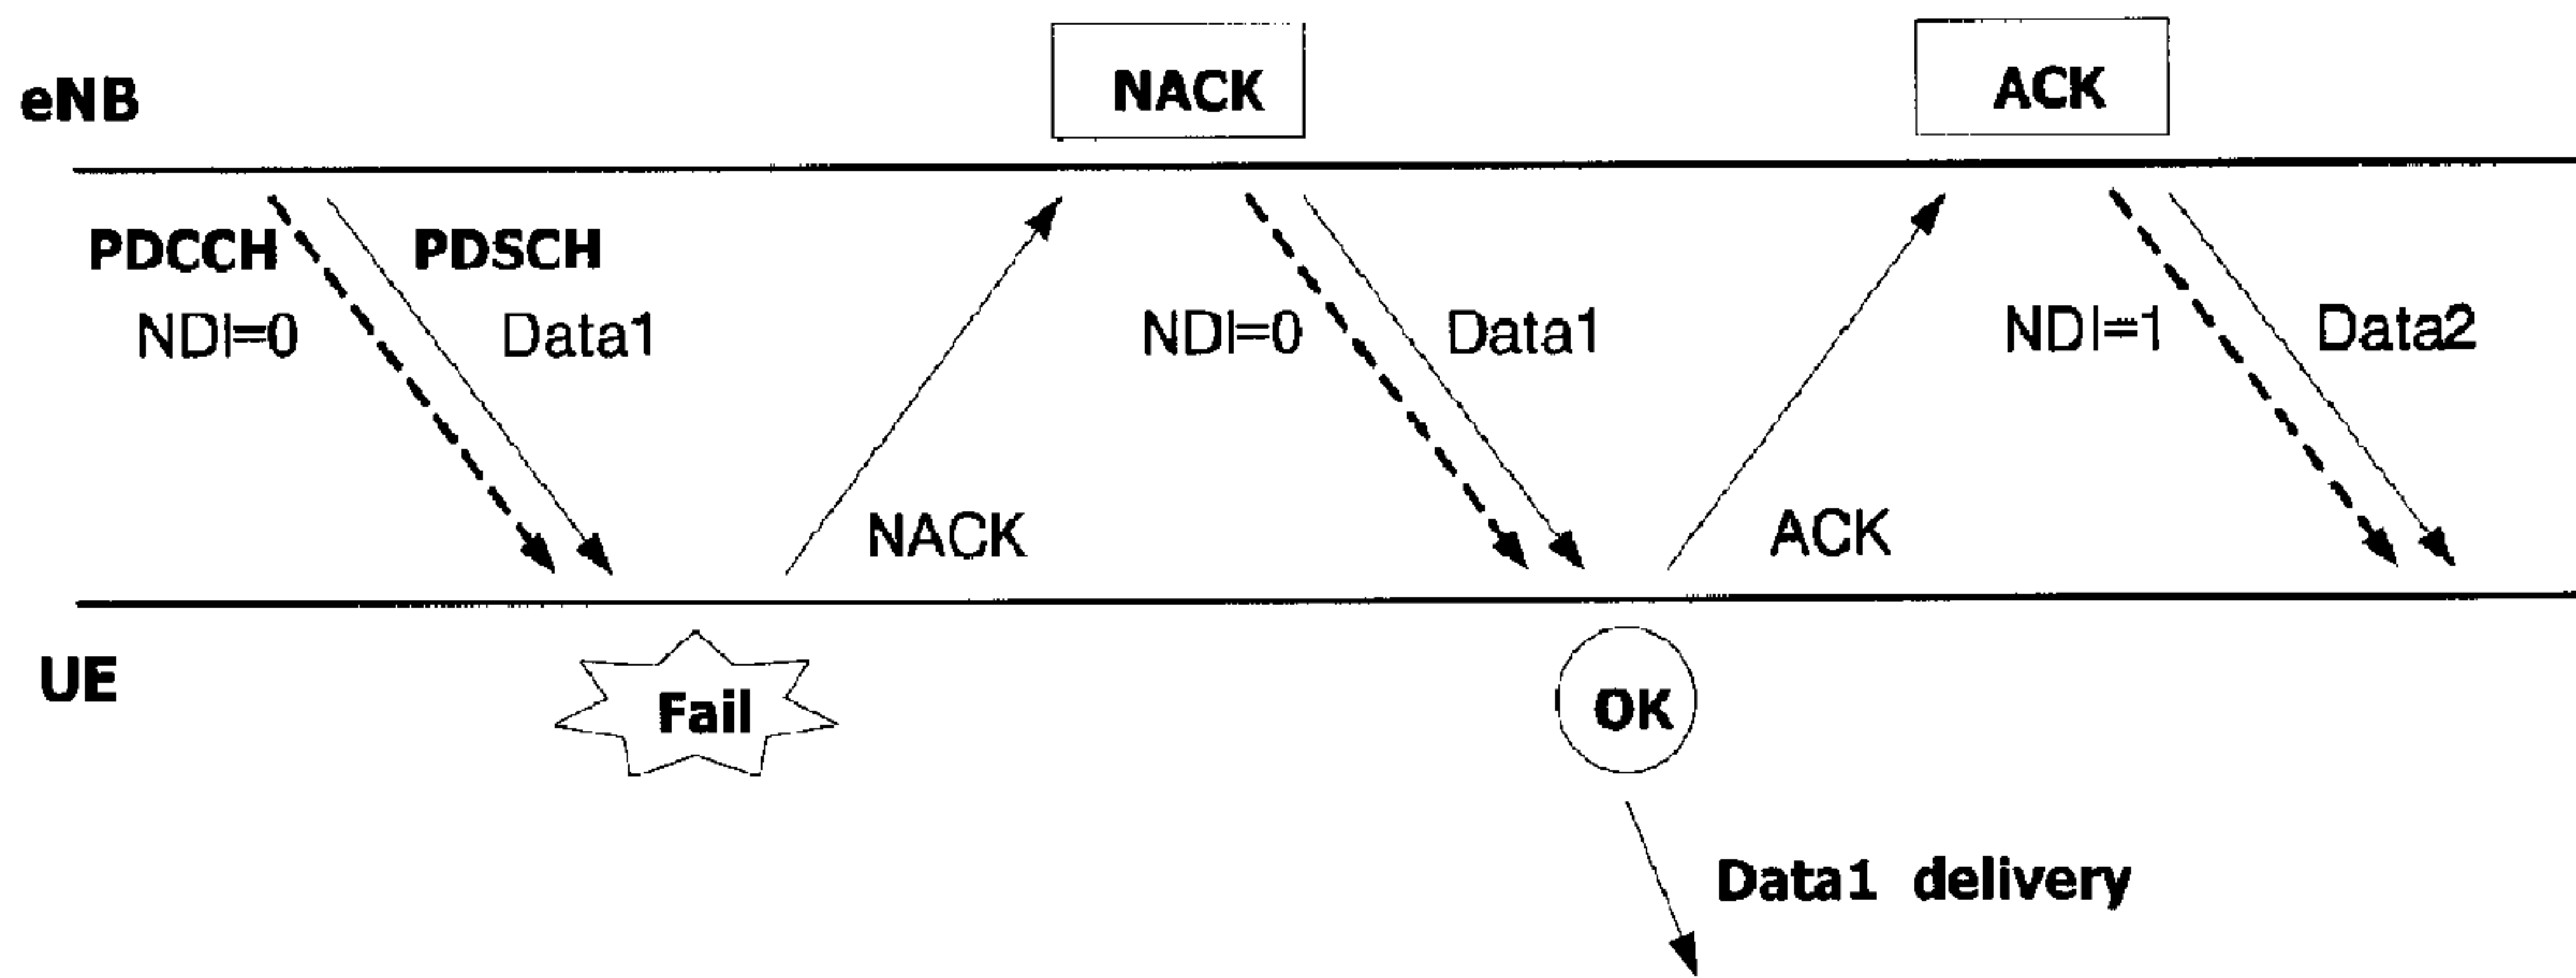 NACK
ACK
eNB
PDCCH
PDSCH
NDI=0
Data1
NDI=0
Data1
NDI=1
Data2
NACK
ACK
UE
Fail
OK
Data1 delivery